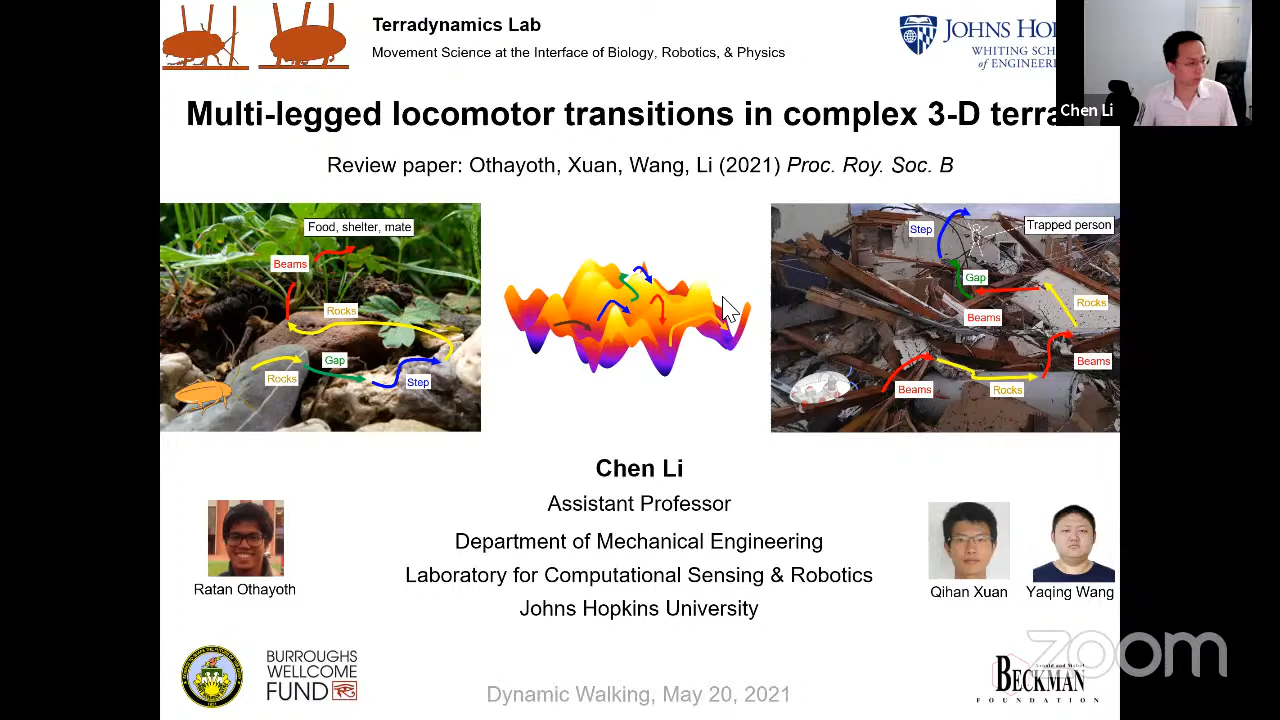 Terradynamics Lab
Movement Science at the Interface of Biology, Robotics, & Physics
JOHNS HO
WHITING SCH
of ENGINEE
Chen Li
Multi-legged locomotor transitions in complex 3-D terra
Review paper: Othayoth, Xuan, Wang, Li (2021) Proc. Roy. Soc. B
Food, shelter, mate
Beams
Rocks
Gap
Rocks
Step
Step
Trapped person
Gap
Rocks
Beams
Beams
Beams
Rocks
Chen Li
Assistant Professor
Department of Mechanical Engineering
Laboratory for Computational Sensing & Robotics
Johns Hopkins University
Ratan Othayoth
Qihan Xuan
Yaqing Wang
BURROUGHS
WELLCOME
FUND
Arnold and Mabel
BECKMAN
FOUNDATION
zoom
Dynamic Walking, May 20, 2021